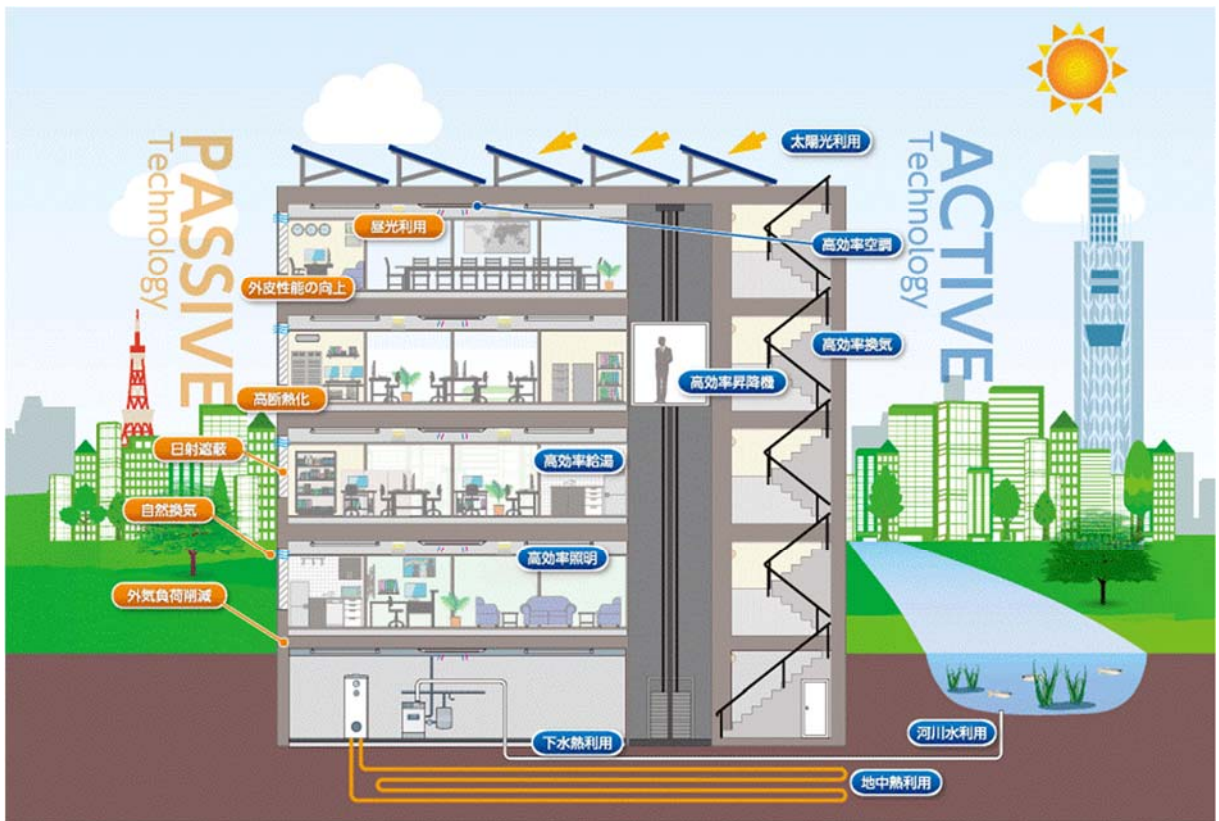 PASSIVE
Technology
ACTIVE
Technology
太陽光利用
昼光利用
高効率空調
外皮性能の向上
高効率換気
高効率昇降機
高断熱化
日射遮蔽
高効率給湯
自然換気
高効率照明
外気負荷削減
下水熱利用
河川水利用
地中熱利用